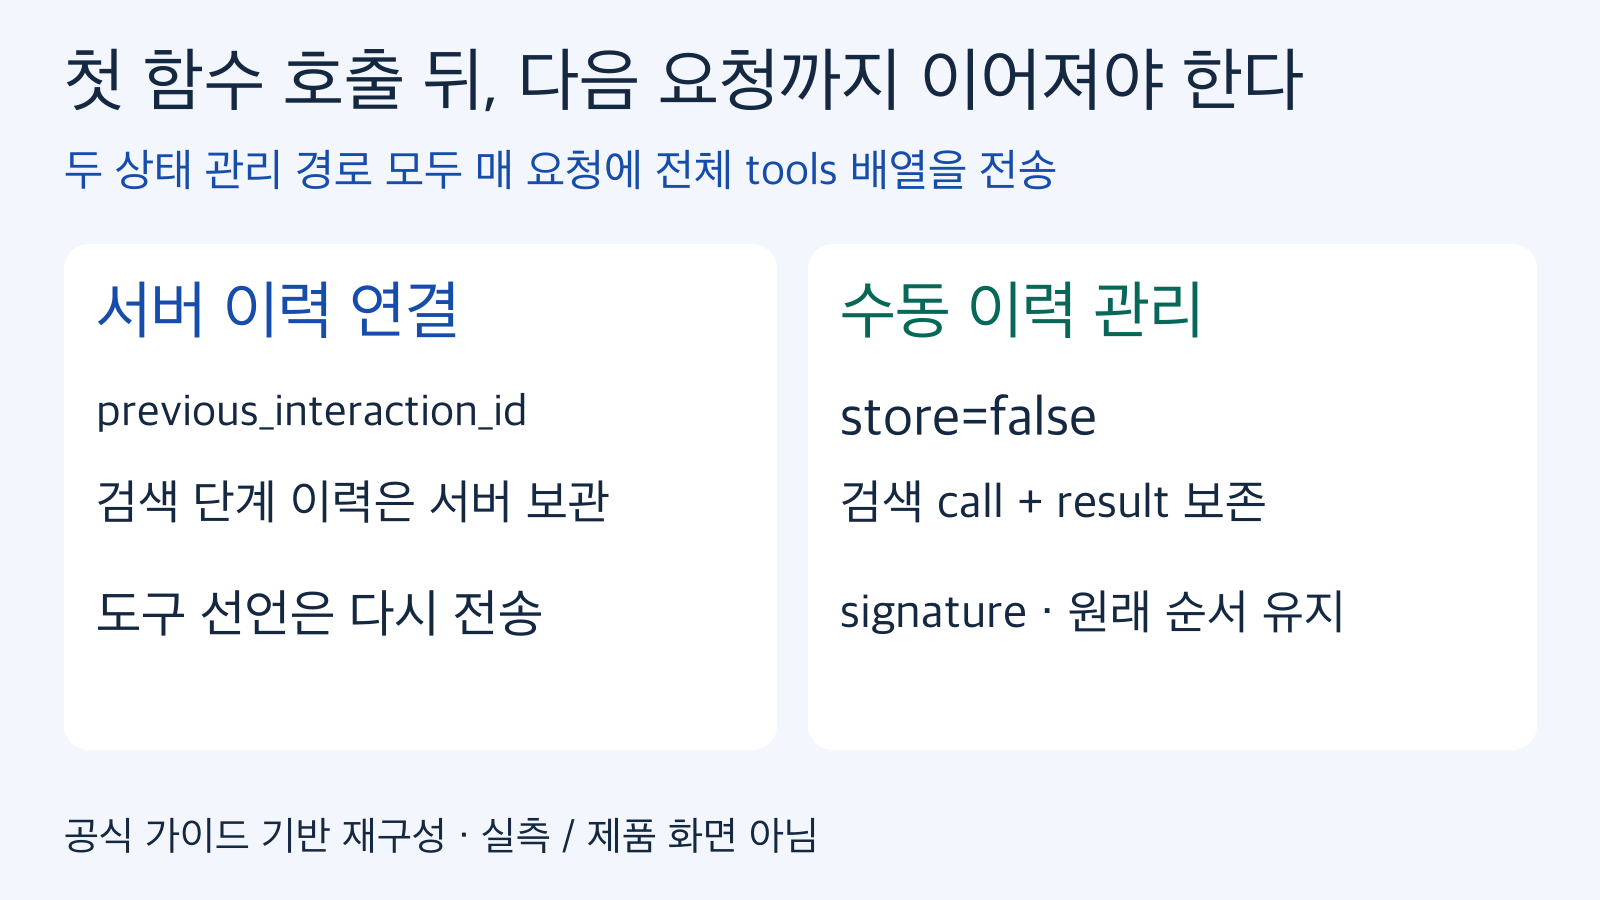 첫 함수 호출 뒤, 다음 요청까지 이어져야 한다
두 상태 관리 경로 모두 매 요청에 전체 tools 배열을 전송
서버 이력 연결
previous_interaction_id
검색 단계 이력은 서버 보관
도구 선언은 다시 전송
수동 이력 관리
store=false
검색 call + result 보존
signature · 원래 순서 유지
공식 가이드 기반 재구성 · 실측 / 제품 화면 아님